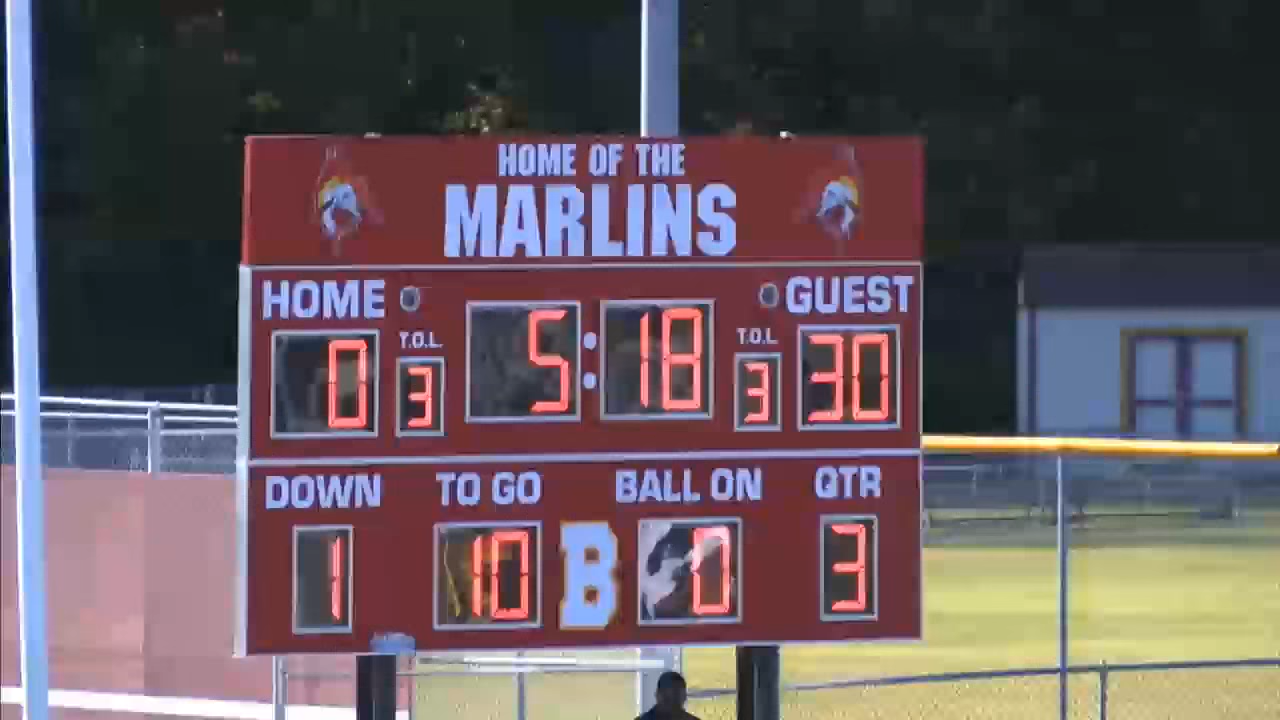 HOME OF THE
MARLINS
HOME GUEST
T.O.L. T.O.L.
0 3 5:18 3 30
DOWN TO GO BALL ON QTR
1 10 B 0 3